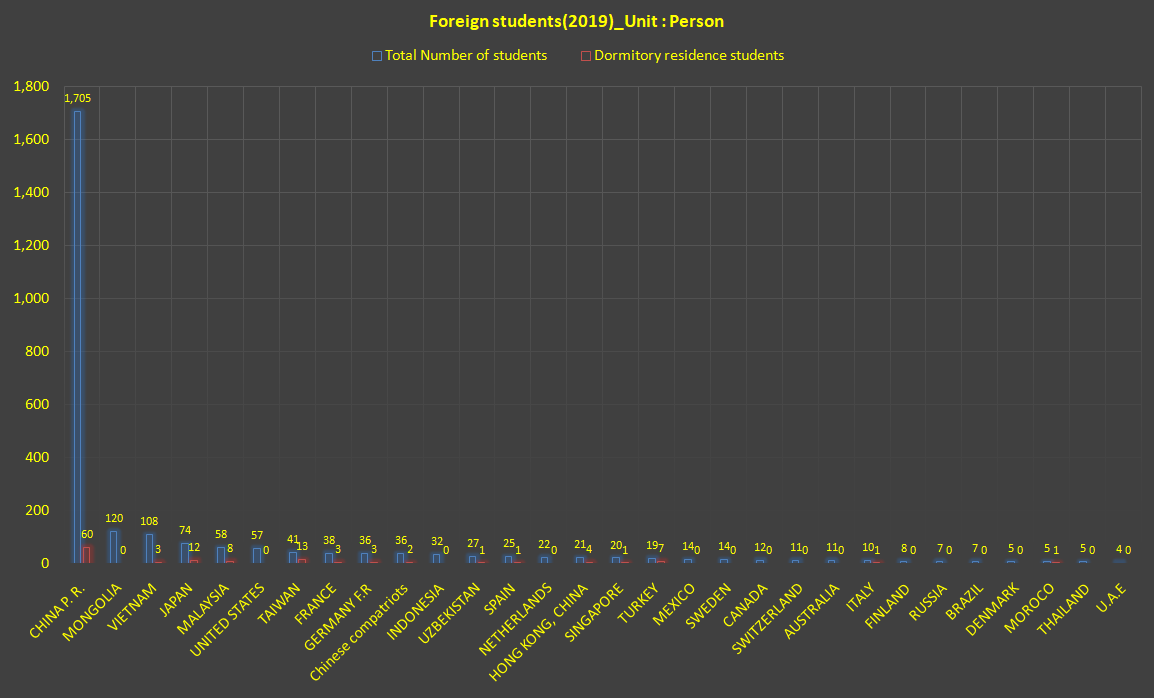 Foreign students(2019)_Unit : Person
Total Number of students Dormitory residence students
1,800
1,600
1,400
1,200
1,000
800
600
400
200
0
1,705 60
120 0
108 3
74 12
58 8
57 0
41 13
38 3
36 3
36 2
32 0
27 1
25 1
22 0
21 4
20 1
19 7
14 0
14 0
12 0
11 0
11 0
10 1
8 0
7 0
7 0
5 0
5 1
5 0
4 0
CHINA P. R.
MONGOLIA
VIETNAM
JAPAN
MALAYSIA
UNITED STATES
TAIWAN
FRANCE
GERMANY F.R
Chinese compatriots
INDONESIA
UZBEKISTAN
SPAIN
NETHERLANDS
HONG KONG, CHINA
SINGAPORE
TURKEY
MEXICO
SWEDEN
CANADA
SWITZERLAND
AUSTRALIA
ITALY
FINLAND
RUSSIA
BRAZIL
DENMARK
MOROCO
THAILAND
U.A.E